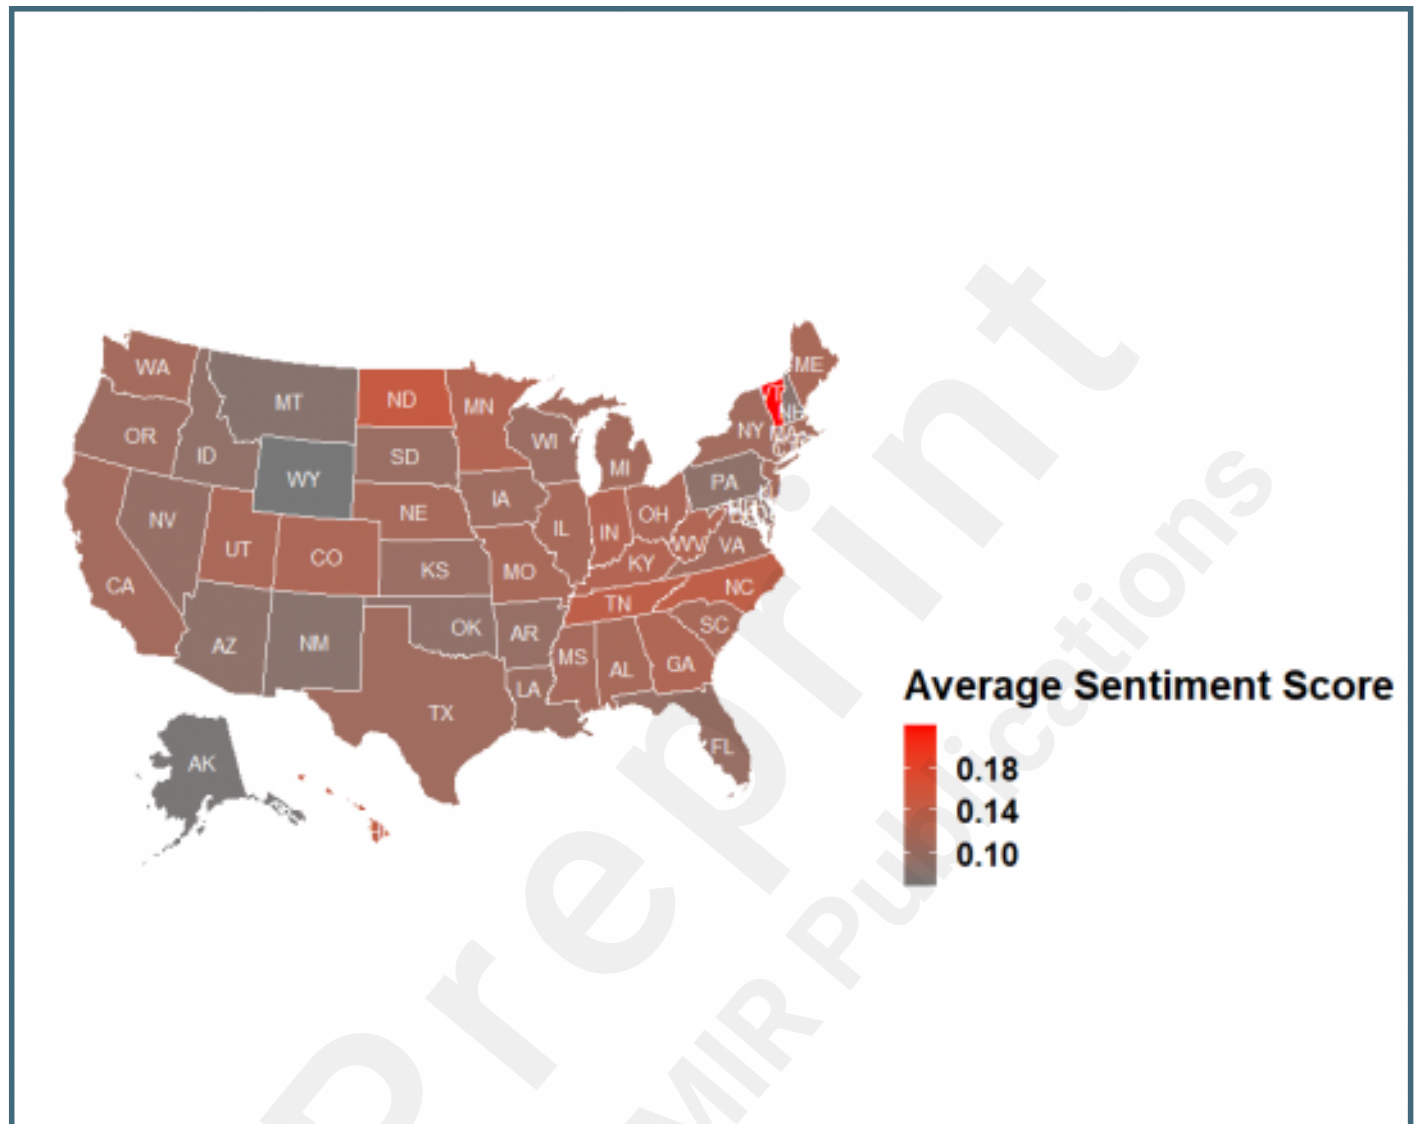 WA
ME
MT
ND
MN
OR
NY
WI
ID
SD
MI
WY
PA
IA
NV
NE
OH
IL
IN
UT
WV
VA
CO
KY
KS
MO
CA
NC
TN
OK
AR
SC
AZ
NM
MS
AL
GA
LA
TX
FL
AK
Average Sentiment Score
0.18
0.14
0.10
Preprint
MIR Publications